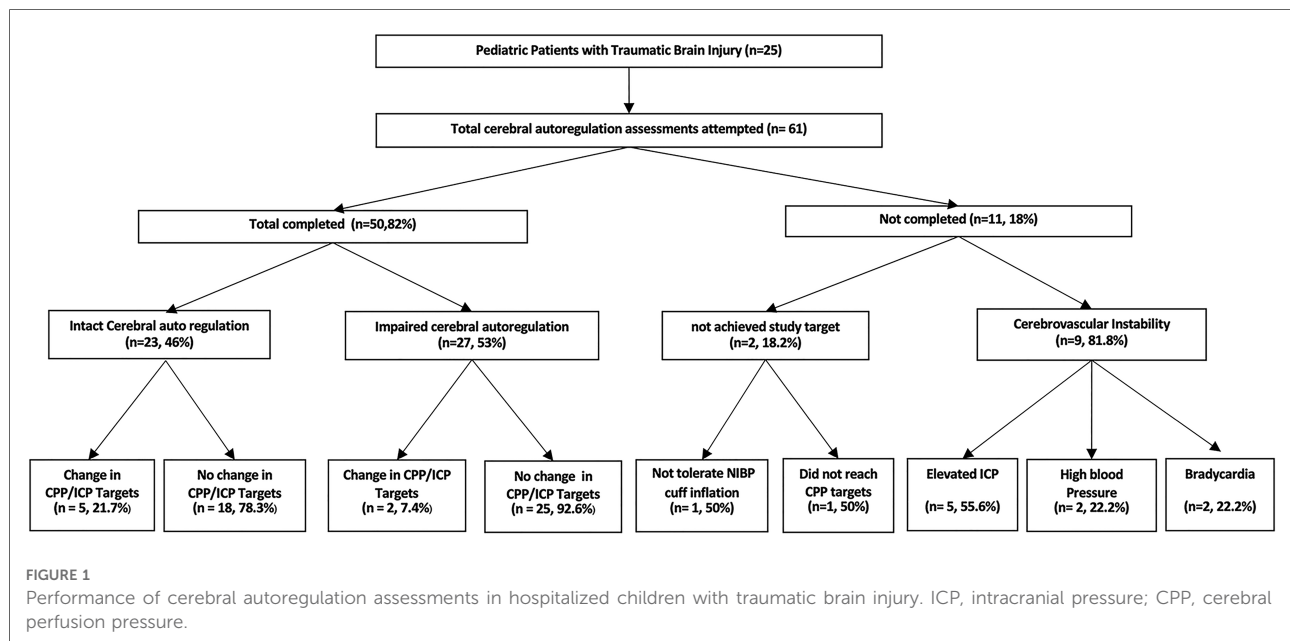 Pediatric Patients with Traumatic Brain Injury (n=25)
Total cerebral autoregulation assessments attempted (n= 61)
Total completed (n=50,82%)
Not completed (n=11, 18%)
Intact Cerebral auto regulation
(n=23, 46%)
Impaired cerebral autoregulation
(n=27, 53%)
not achieved study target
(n=2, 18.2%)
Cerebrovascular Instability
(n=9, 81.8%)
Change in
CPP/ICP Targets
(n = 5, 21.7%)
No change in
CPP/ICP Targets
(n = 18, 78.3%)
Change in CPP/ICP
Targets
(n = 2, 7.4%)
No change in
CPP/ICP Targets
(n = 25, 92.6%)
Not tolerate NIBP
cuff inflation
(n= 1, 50%)
Did not reach
CPP targets
(n=1, 50%)
Elevated ICP
(n= 5, 55.6%)
High blood
Pressure
(n= 2, 22.2%)
Bradycardia
(n=2, 22.2%)
FIGURE 1
Performance of cerebral autoregulation assessments in hospitalized children with traumatic brain injury. ICP, intracranial pressure; CPP, cerebral
perfusion pressure.